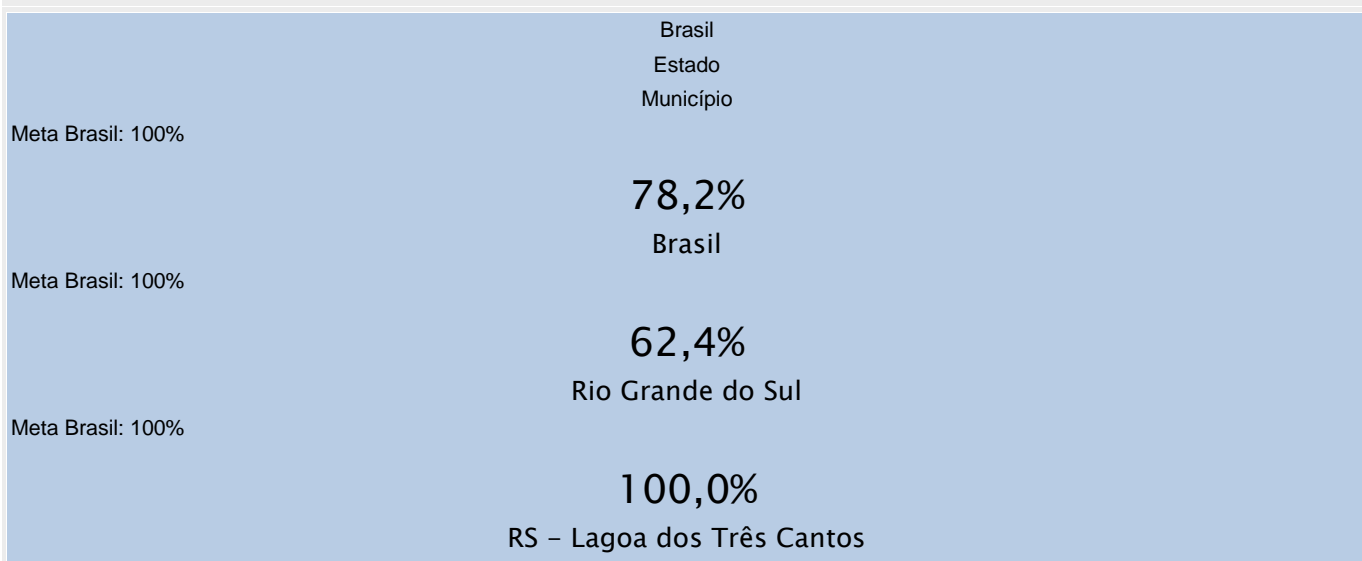 Brasil
Estado
Município
Meta Brasil: 100%
78,2%
Brasil
Meta Brasil: 100%
62,4%
Rio Grande do Sul
Meta Brasil: 100%
100,0%
RS - Lagoa dos Três Cantos